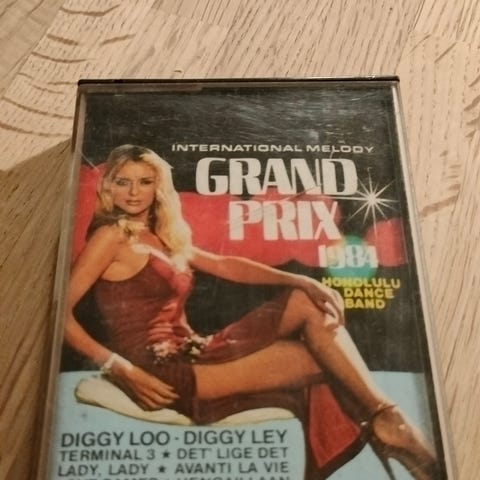 INTERNATIONAL MELODY
GRAND
PRIX
1984
HONOLULU
DANCE
BAND
DIGGY LOO - DIGGY LEY
TERMINAL 3 ★ DET' LIGE DET
LADY, LADY ★ AVANTI LA VIE